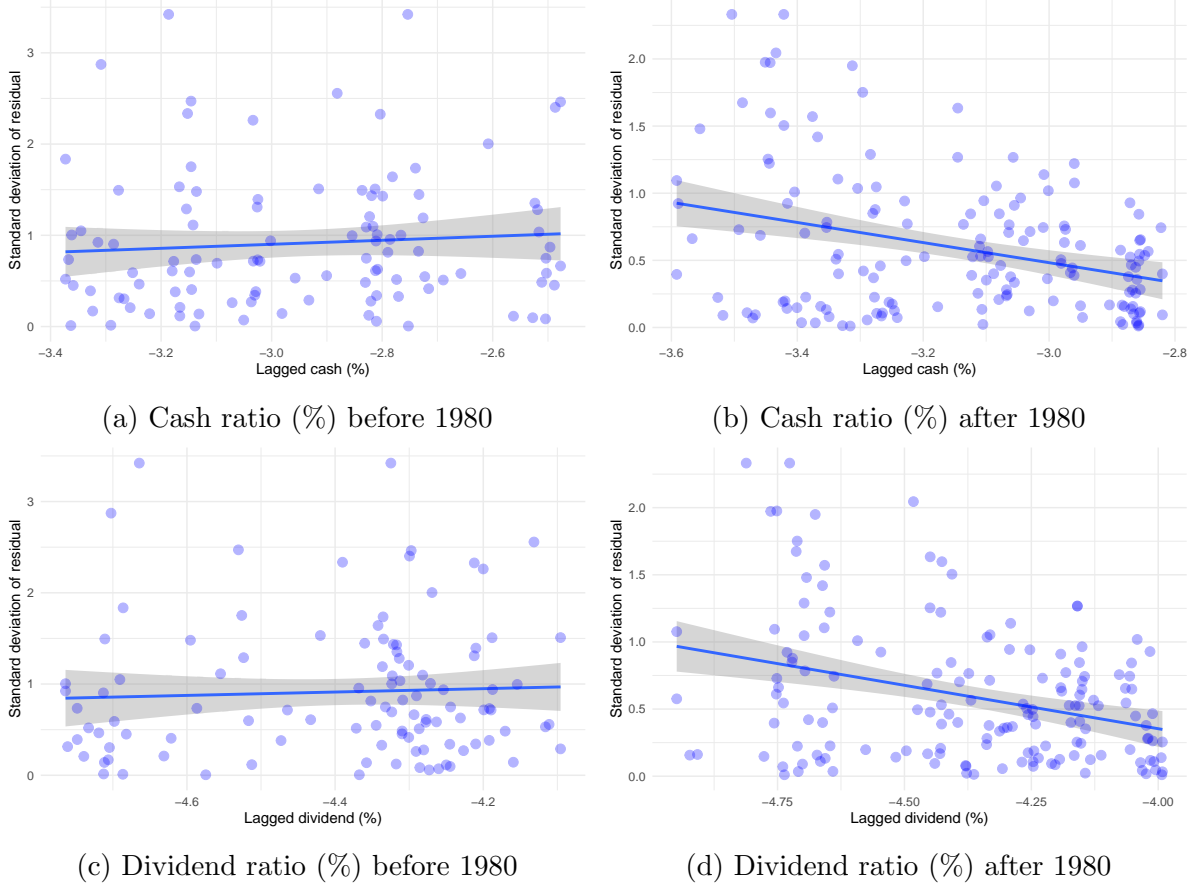 Standard deviation of residual
3
2
1
0
−3.4
−3.2
−3.0
−2.8
−2.6
Lagged cash (%)
(a) Cash ratio (%) before 1980
Standard deviation of residual
2.0
1.5
1.0
0.5
0.0
−3.6
−3.4
−3.2
−3.0
−2.8
Lagged cash (%)
(b) Cash ratio (%) after 1980
Standard deviation of residual
3
2
1
0
−4.6
−4.4
−4.2
Lagged dividend (%)
(c) Dividend ratio (%) before 1980
Standard deviation of residual
2.0
1.5
1.0
0.5
0.0
−4.75
−4.50
−4.25
−4.00
Lagged dividend (%)
(d) Dividend ratio (%) after 1980